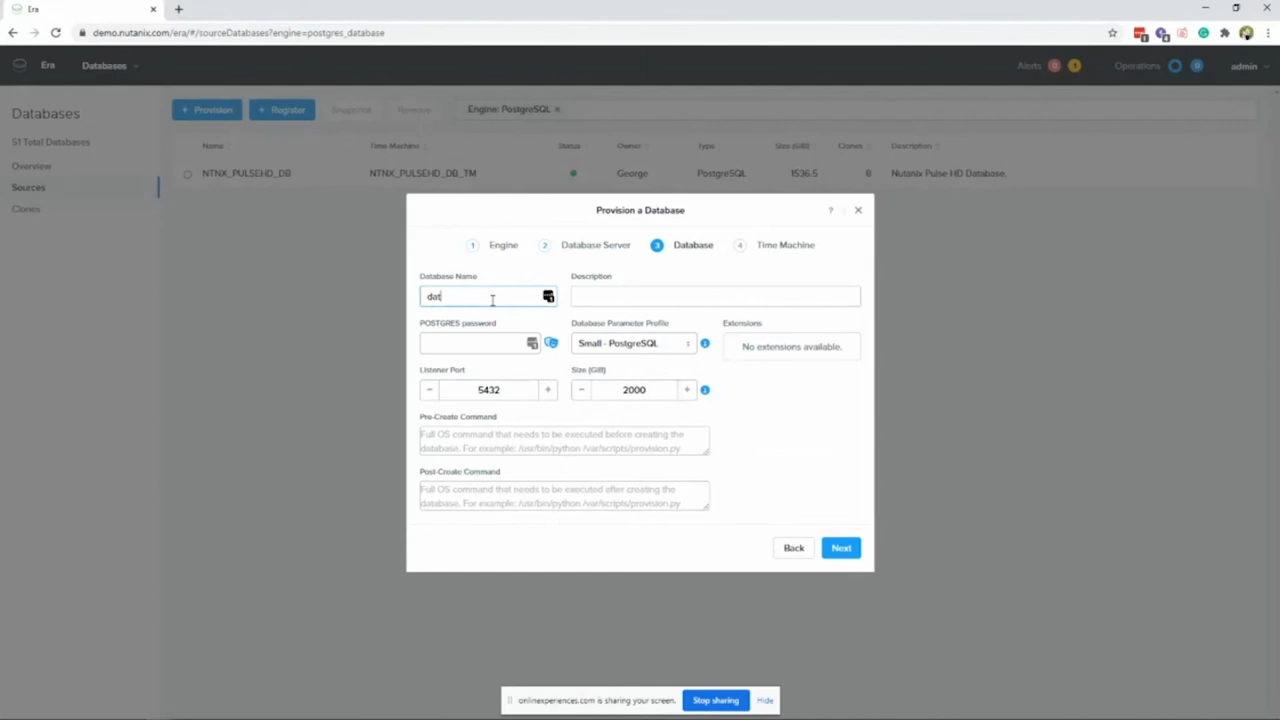 Era
demo.nutanix.com/era/#/sourceDatabases?engine=postgres_database
Era Databases Alerts 0 1 Operations 0 admin
Databases
+ Provision + Register Snapshot Remove Engine: PostgreSQL ×
51 Total Databases
Name Time Machine Status Owner Type Size (GiB) Clones Description
Overview
NTNX_PULSEHD_DB NTNX_PULSEHD_DB_TM George PostgreSQL 1536.5 8 Nutanix Pulse HD Database.
Sources
Clones
Provision a Database ?
1 Engine 2 Database Server 3 Database 4 Time Machine
Database Name Description
dat
POSTGRES password Database Parameter Profile Extensions
Small - PostgreSQL No extensions available.
Listener Port Size (GiB)
− 5432 + − 2000 +
Pre-Create Command
Full OS command that needs to be executed before creating the
database. For example: /usr/bin/python /var/scripts/provision.py
Post-Create Command
Full OS command that needs to be executed after creating the
database. For example: /usr/bin/python /var/scripts/provision.py
Back Next
onlinexperiences.com is sharing your screen. Stop sharing Hide